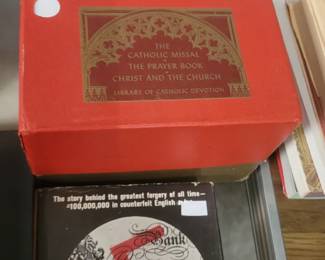 THE
CATHOLIC MISSAL
THE PRAYER BOOK
CHRIST AND THE CHURCH
LIBRARY OF CATHOLIC DEVOTION
The story behind the greatest forgery of all time—
$100,000,000 in counterfeit English
Bank